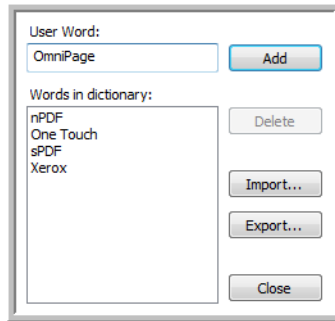 User Word:
OmniPage
Add
Words in dictionary:
nPDF
One Touch
sPDF
Xerox
Delete
Import...
Export...
Close